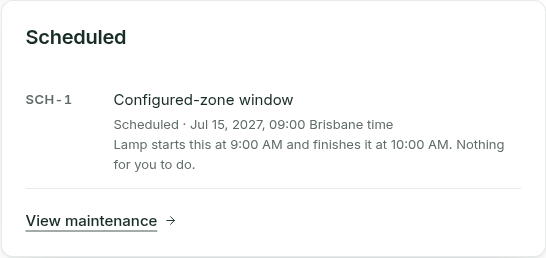 Scheduled
SCH-1
Configured-zone window
Scheduled · Jul 15, 2027, 09:00 Brisbane time
Lamp starts this at 9:00 AM and finishes it at 10:00 AM. Nothing
for you to do.
View maintenance →